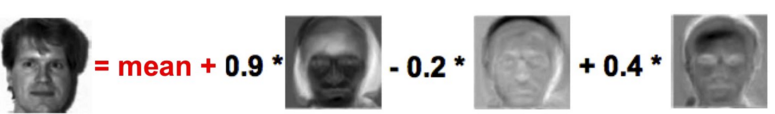 = mean + 0.9 * - 0.2 * + 0.4 *